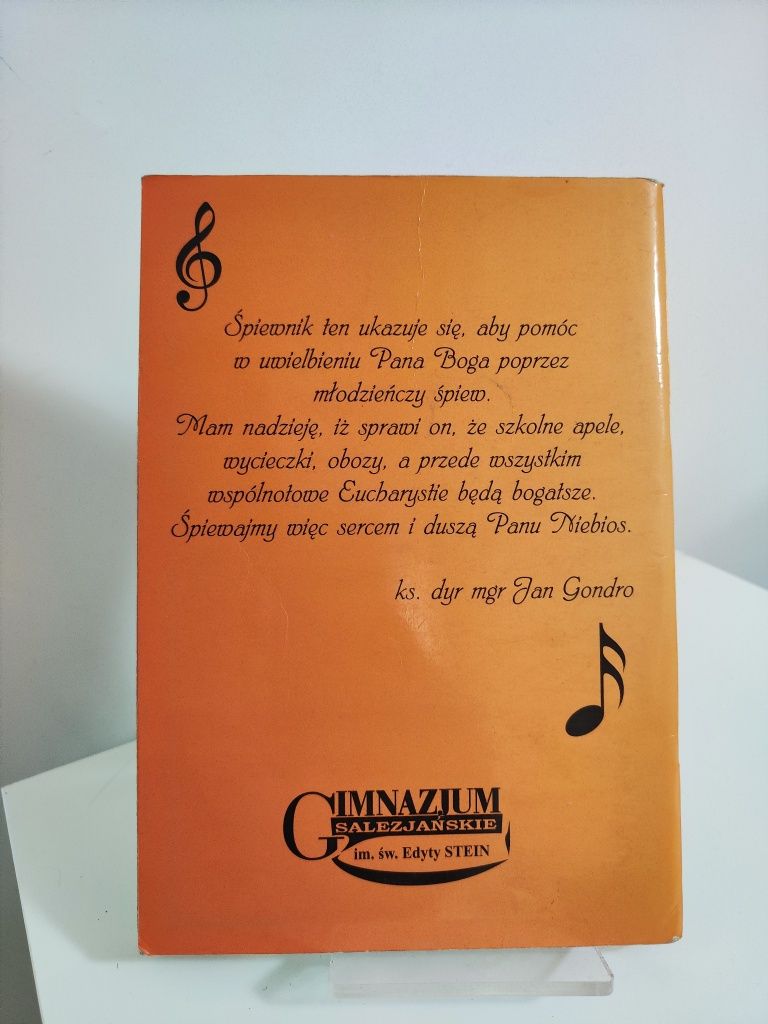 Śpiewnik ten ukazuje się, aby pomóc
w uwielbieniu Pana Boga poprzez
młodzieńczy śpiew.
Mam nadzieję, iż sprawi on, że szkolne apele,
wycieczki, obozy, a przede wszystkim
wspólnotowe Eucharystie będą bogatsze.
Śpiewajmy więc sercem i duszą Panu Niebios.
ks. dyr mgr Jan Gondro
GIMNAZJUM
SALEZJAŃSKIE
im. św. Edyty STEIN